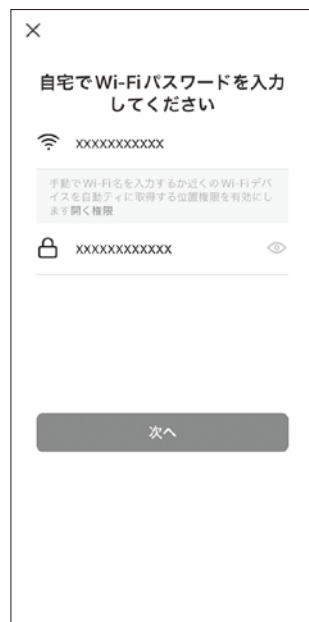 自宅でWi-Fiパスワードを入力
してください
xxxxxxxxxxx
手動でWi-Fi名を入力するか近くのWi-Fiデバ
イスを自動ティに取得する位置権限を有効にし
ます開く権限
xxxxxxxxxxxx
次へ